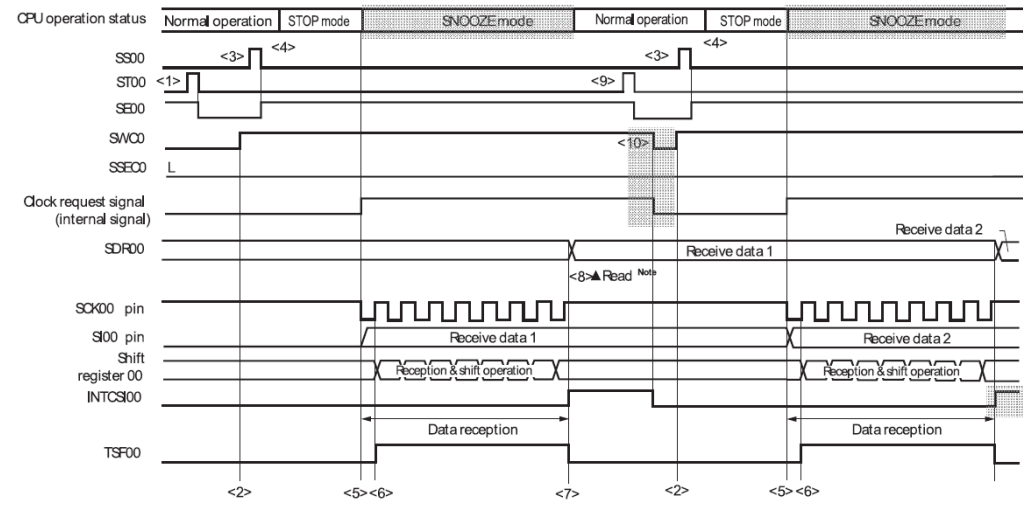 CPU operation status Normal operation STOP mode SNOOZE mode Normal operation STOP mode SNOOZE mode
<3> <4> <3> <4>
SS00
ST00 <1> <9>
SE00
SWC0 <10>
SSEC0 L
Clock request signal
(internal signal)
Receive data 2
SDR00 Receive data 1
<8>▲Read Note
SCK00 pin
SI00 pin Receive data 1 Receive data 2
Shift
register 00 Reception & shift operation Reception & shift operation
INTCSI00
Data reception Data reception
TSF00
<2> <5><6> <7> <2> <5><6>